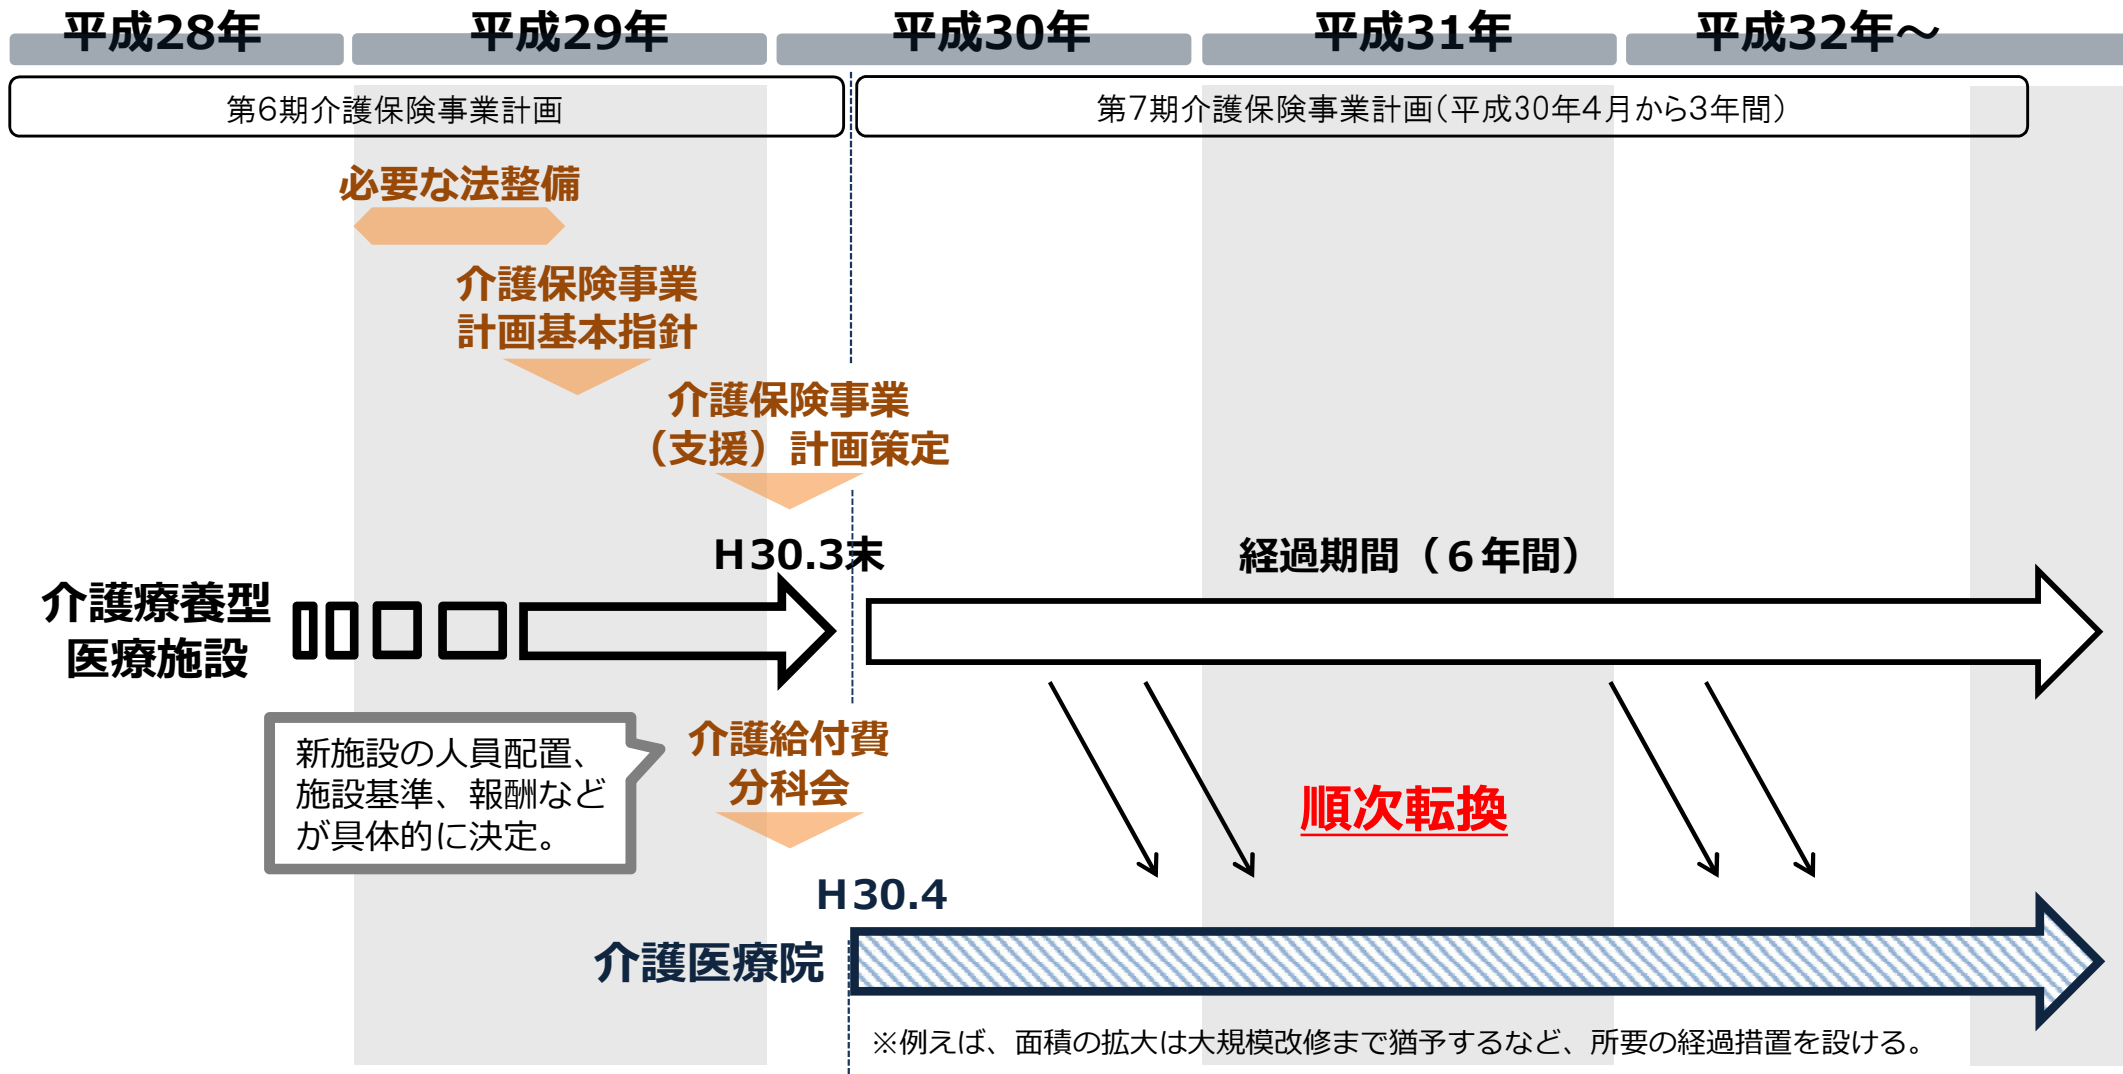 平成28年
平成29年
平成30年
平成31年
平成32年～
第6期介護保険事業計画
第7期介護保険事業計画（平成30年4月から3年間）
必要な法整備
介護保険事業
計画基本指針
介護保険事業
（支援）計画策定
Ｈ30.3末
経過期間（６年間）
介護療養型
医療施設
新施設の人員配置、
施設基準、報酬など
が具体的に決定。
介護給付費
分科会
順次転換
Ｈ30.4
介護医療院
※例えば、面積の拡大は大規模改修まで猶予するなど、所要の経過措置を設ける。